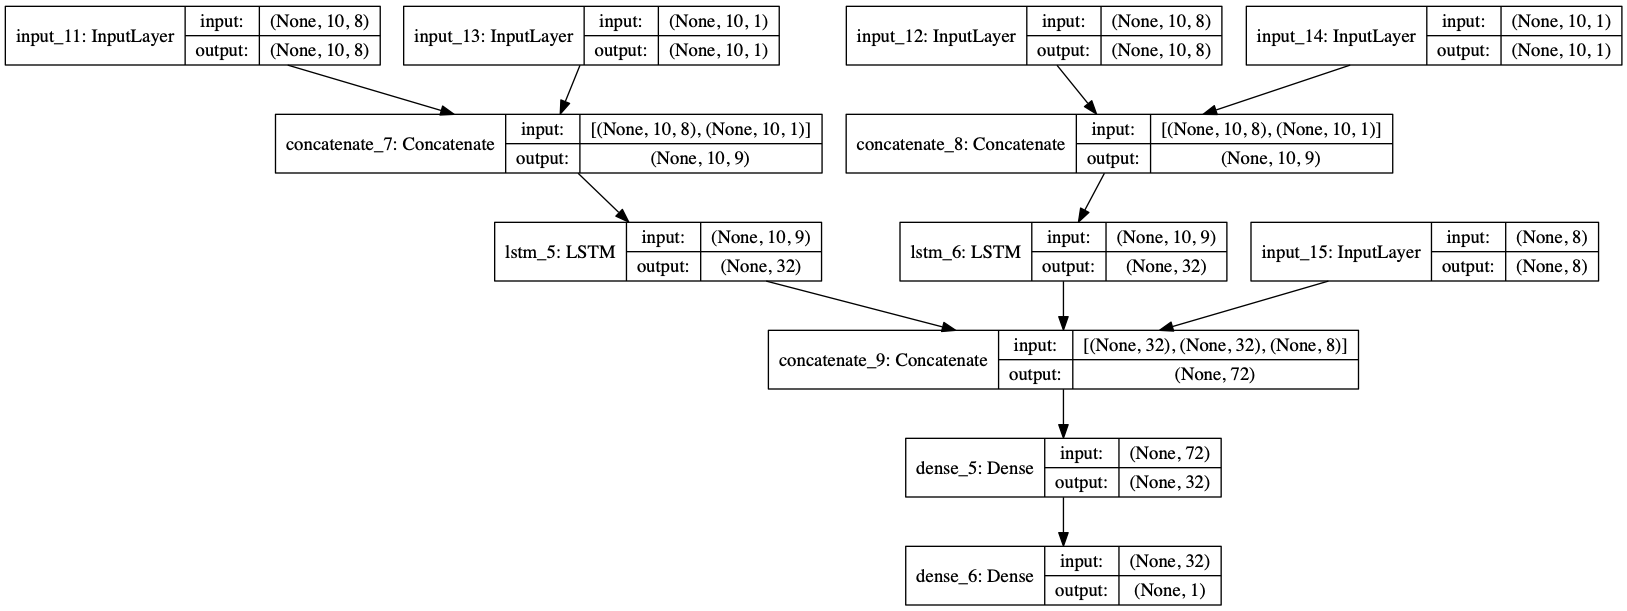 input_11: InputLayer
input: (None, 10, 8)
output: (None, 10, 8)
input_13: InputLayer
input: (None, 10, 1)
output: (None, 10, 1)
input_12: InputLayer
input: (None, 10, 8)
output: (None, 10, 8)
input_14: InputLayer
input: (None, 10, 1)
output: (None, 10, 1)
concatenate_7: Concatenate
input: [(None, 10, 8), (None, 10, 1)]
output: (None, 10, 9)
concatenate_8: Concatenate
input: [(None, 10, 8), (None, 10, 1)]
output: (None, 10, 9)
lstm_5: LSTM
input: (None, 10, 9)
output: (None, 32)
lstm_6: LSTM
input: (None, 10, 9)
output: (None, 32)
input_15: InputLayer
input: (None, 8)
output: (None, 8)
concatenate_9: Concatenate
input: [(None, 32), (None, 32), (None, 8)]
output: (None, 72)
dense_5: Dense
input: (None, 72)
output: (None, 32)
dense_6: Dense
input: (None, 32)
output: (None, 1)